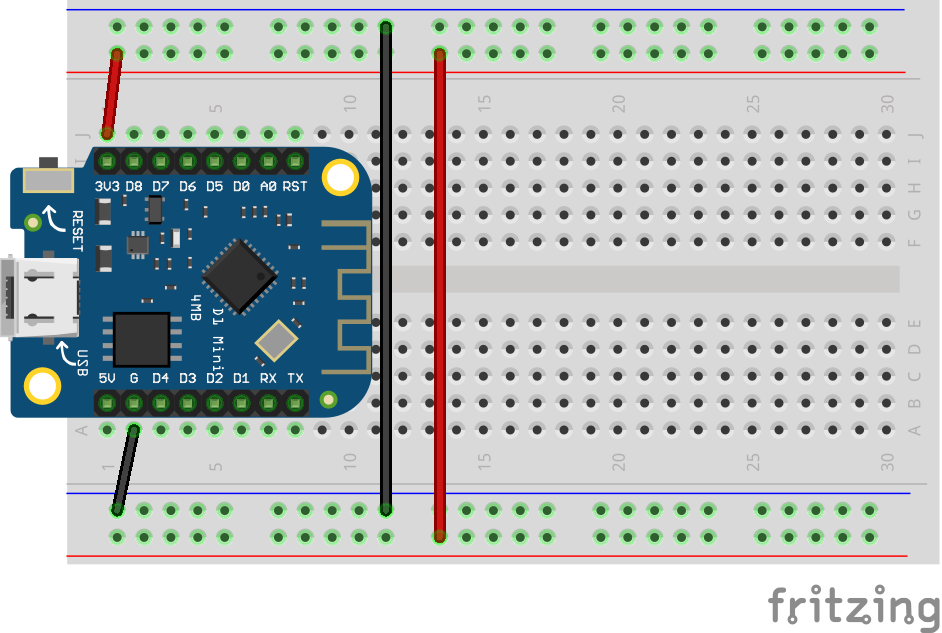 5 10 15 20 25 30
J J
I I
H
G
F
3V3 D8 D7 D6 D5 D0 A0 RST
RESET
4MB
D1 Mini
USB
5V G D4 D3 D2 D1 RX TX
E
D
C
B
A A
1 5 10 15 20 25 30
fritzing